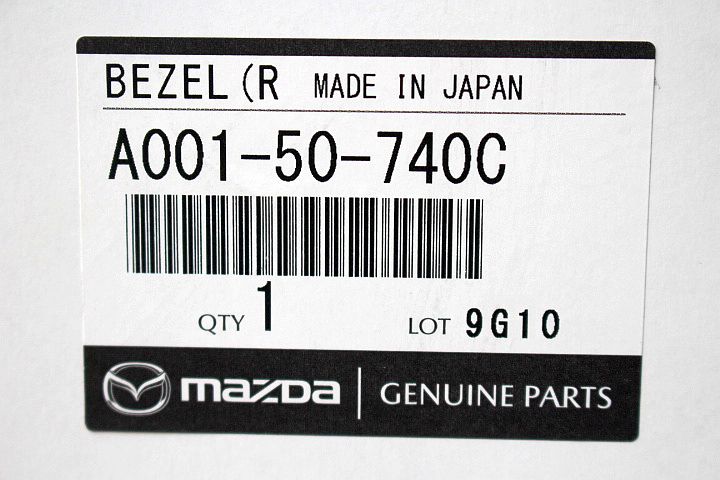 BEZEL (R MADE IN JAPAN
A001-50-740C
QTY 1 LOT 9G10
mazda GENUINE PARTS